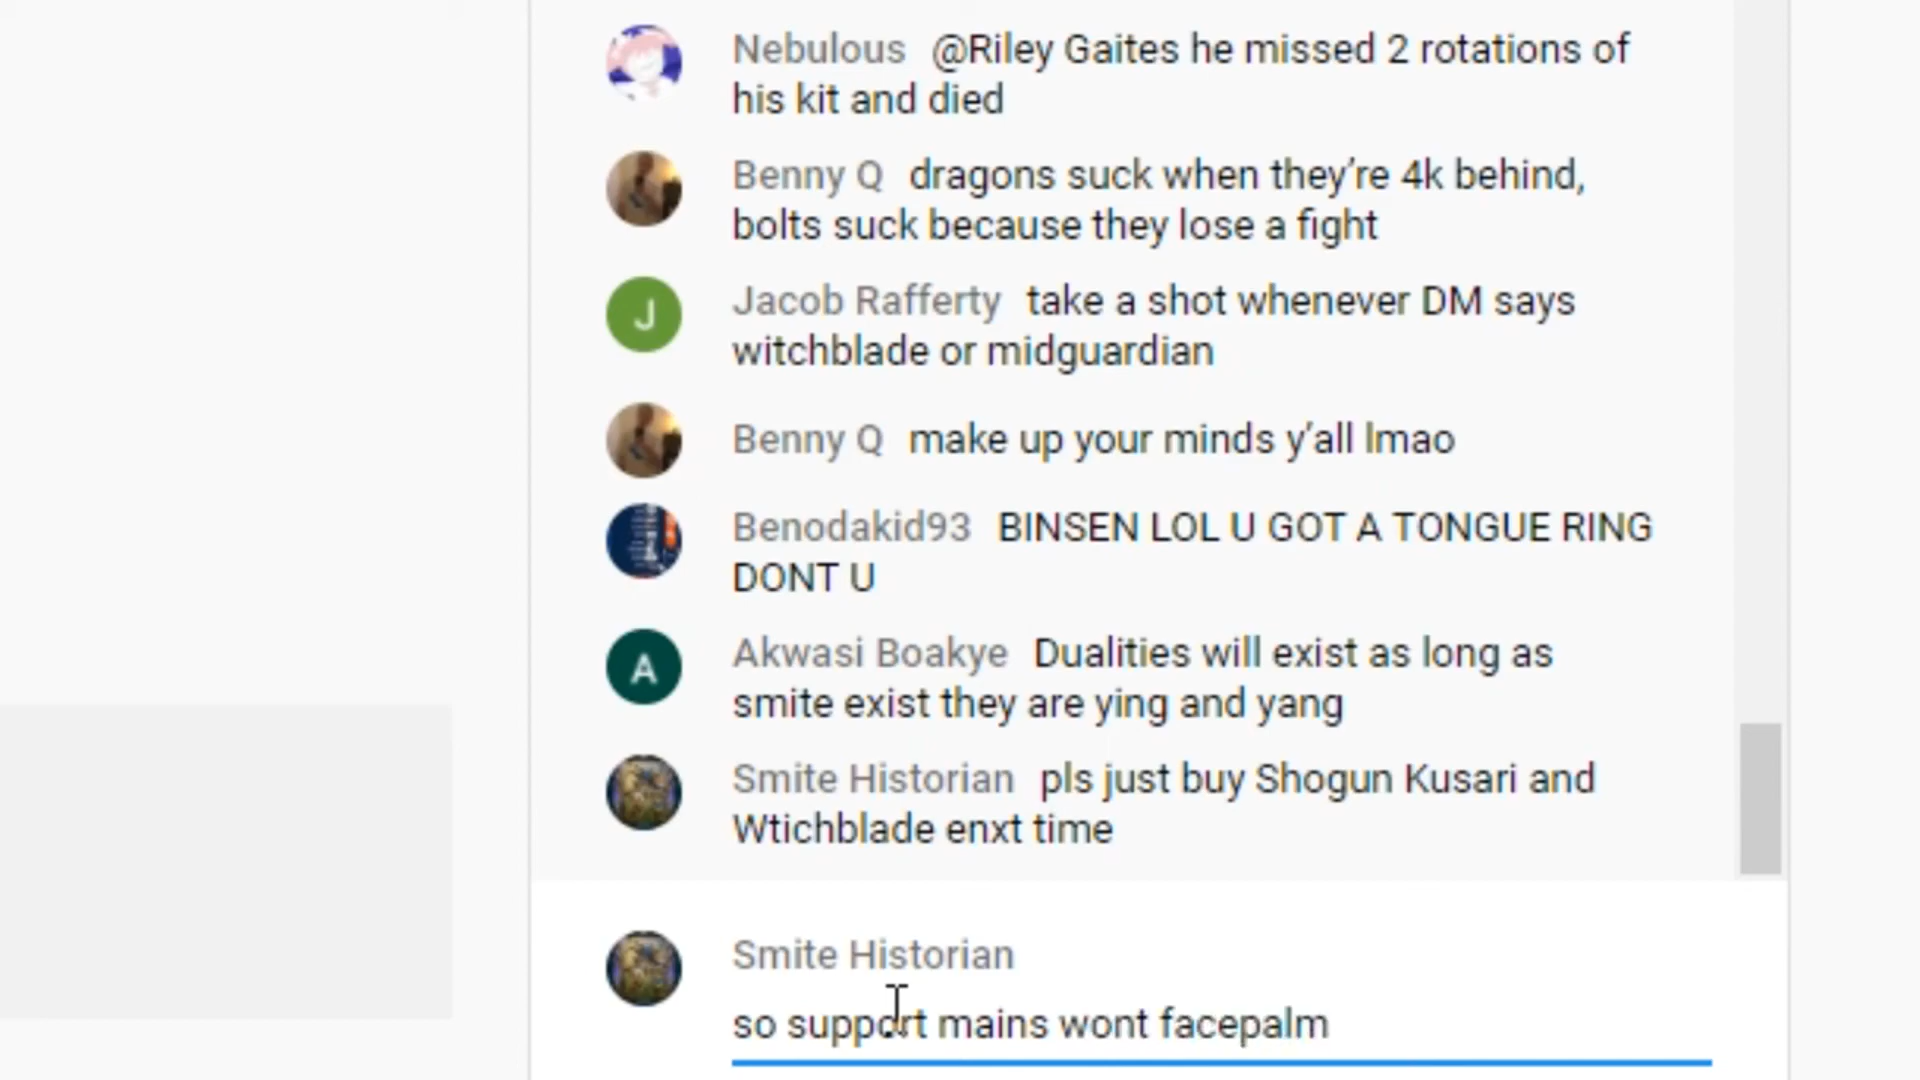 Nebulous @Riley Gaites he missed 2 rotations of
his kit and died
Benny Q dragons suck when they’re 4k behind,
bolts suck because they lose a fight
J
Jacob Rafferty take a shot whenever DM says
witchblade or midguardian
Benny Q make up your minds y’all lmao
Benodakid93 BINSEN LOL U GOT A TONGUE RING
DONT U
A
Akwasi Boakye Dualities will exist as long as
smite exist they are ying and yang
Smite Historian pls just buy Shogun Kusari and
Wtichblade enxt time
Smite Historian
so support mains wont facepalm